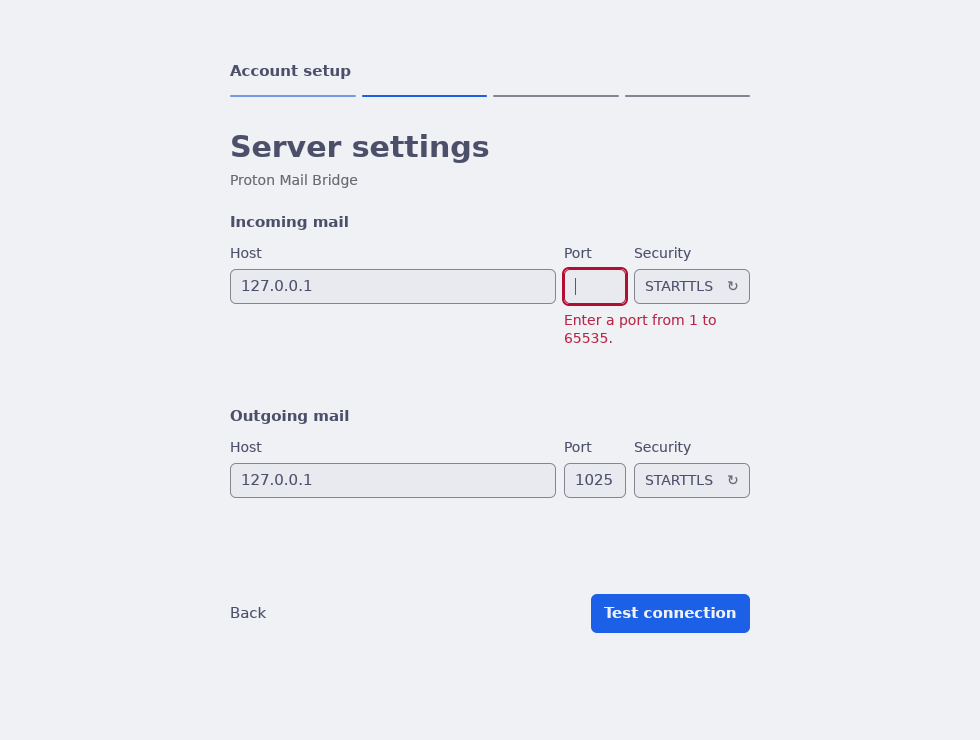 Account setup
Server settings
Proton Mail Bridge
Incoming mail
Host Port Security
127.0.0.1 STARTTLS ↻
Enter a port from 1 to
65535.
Outgoing mail
Host Port Security
127.0.0.1 1025 STARTTLS ↻
Back Test connection